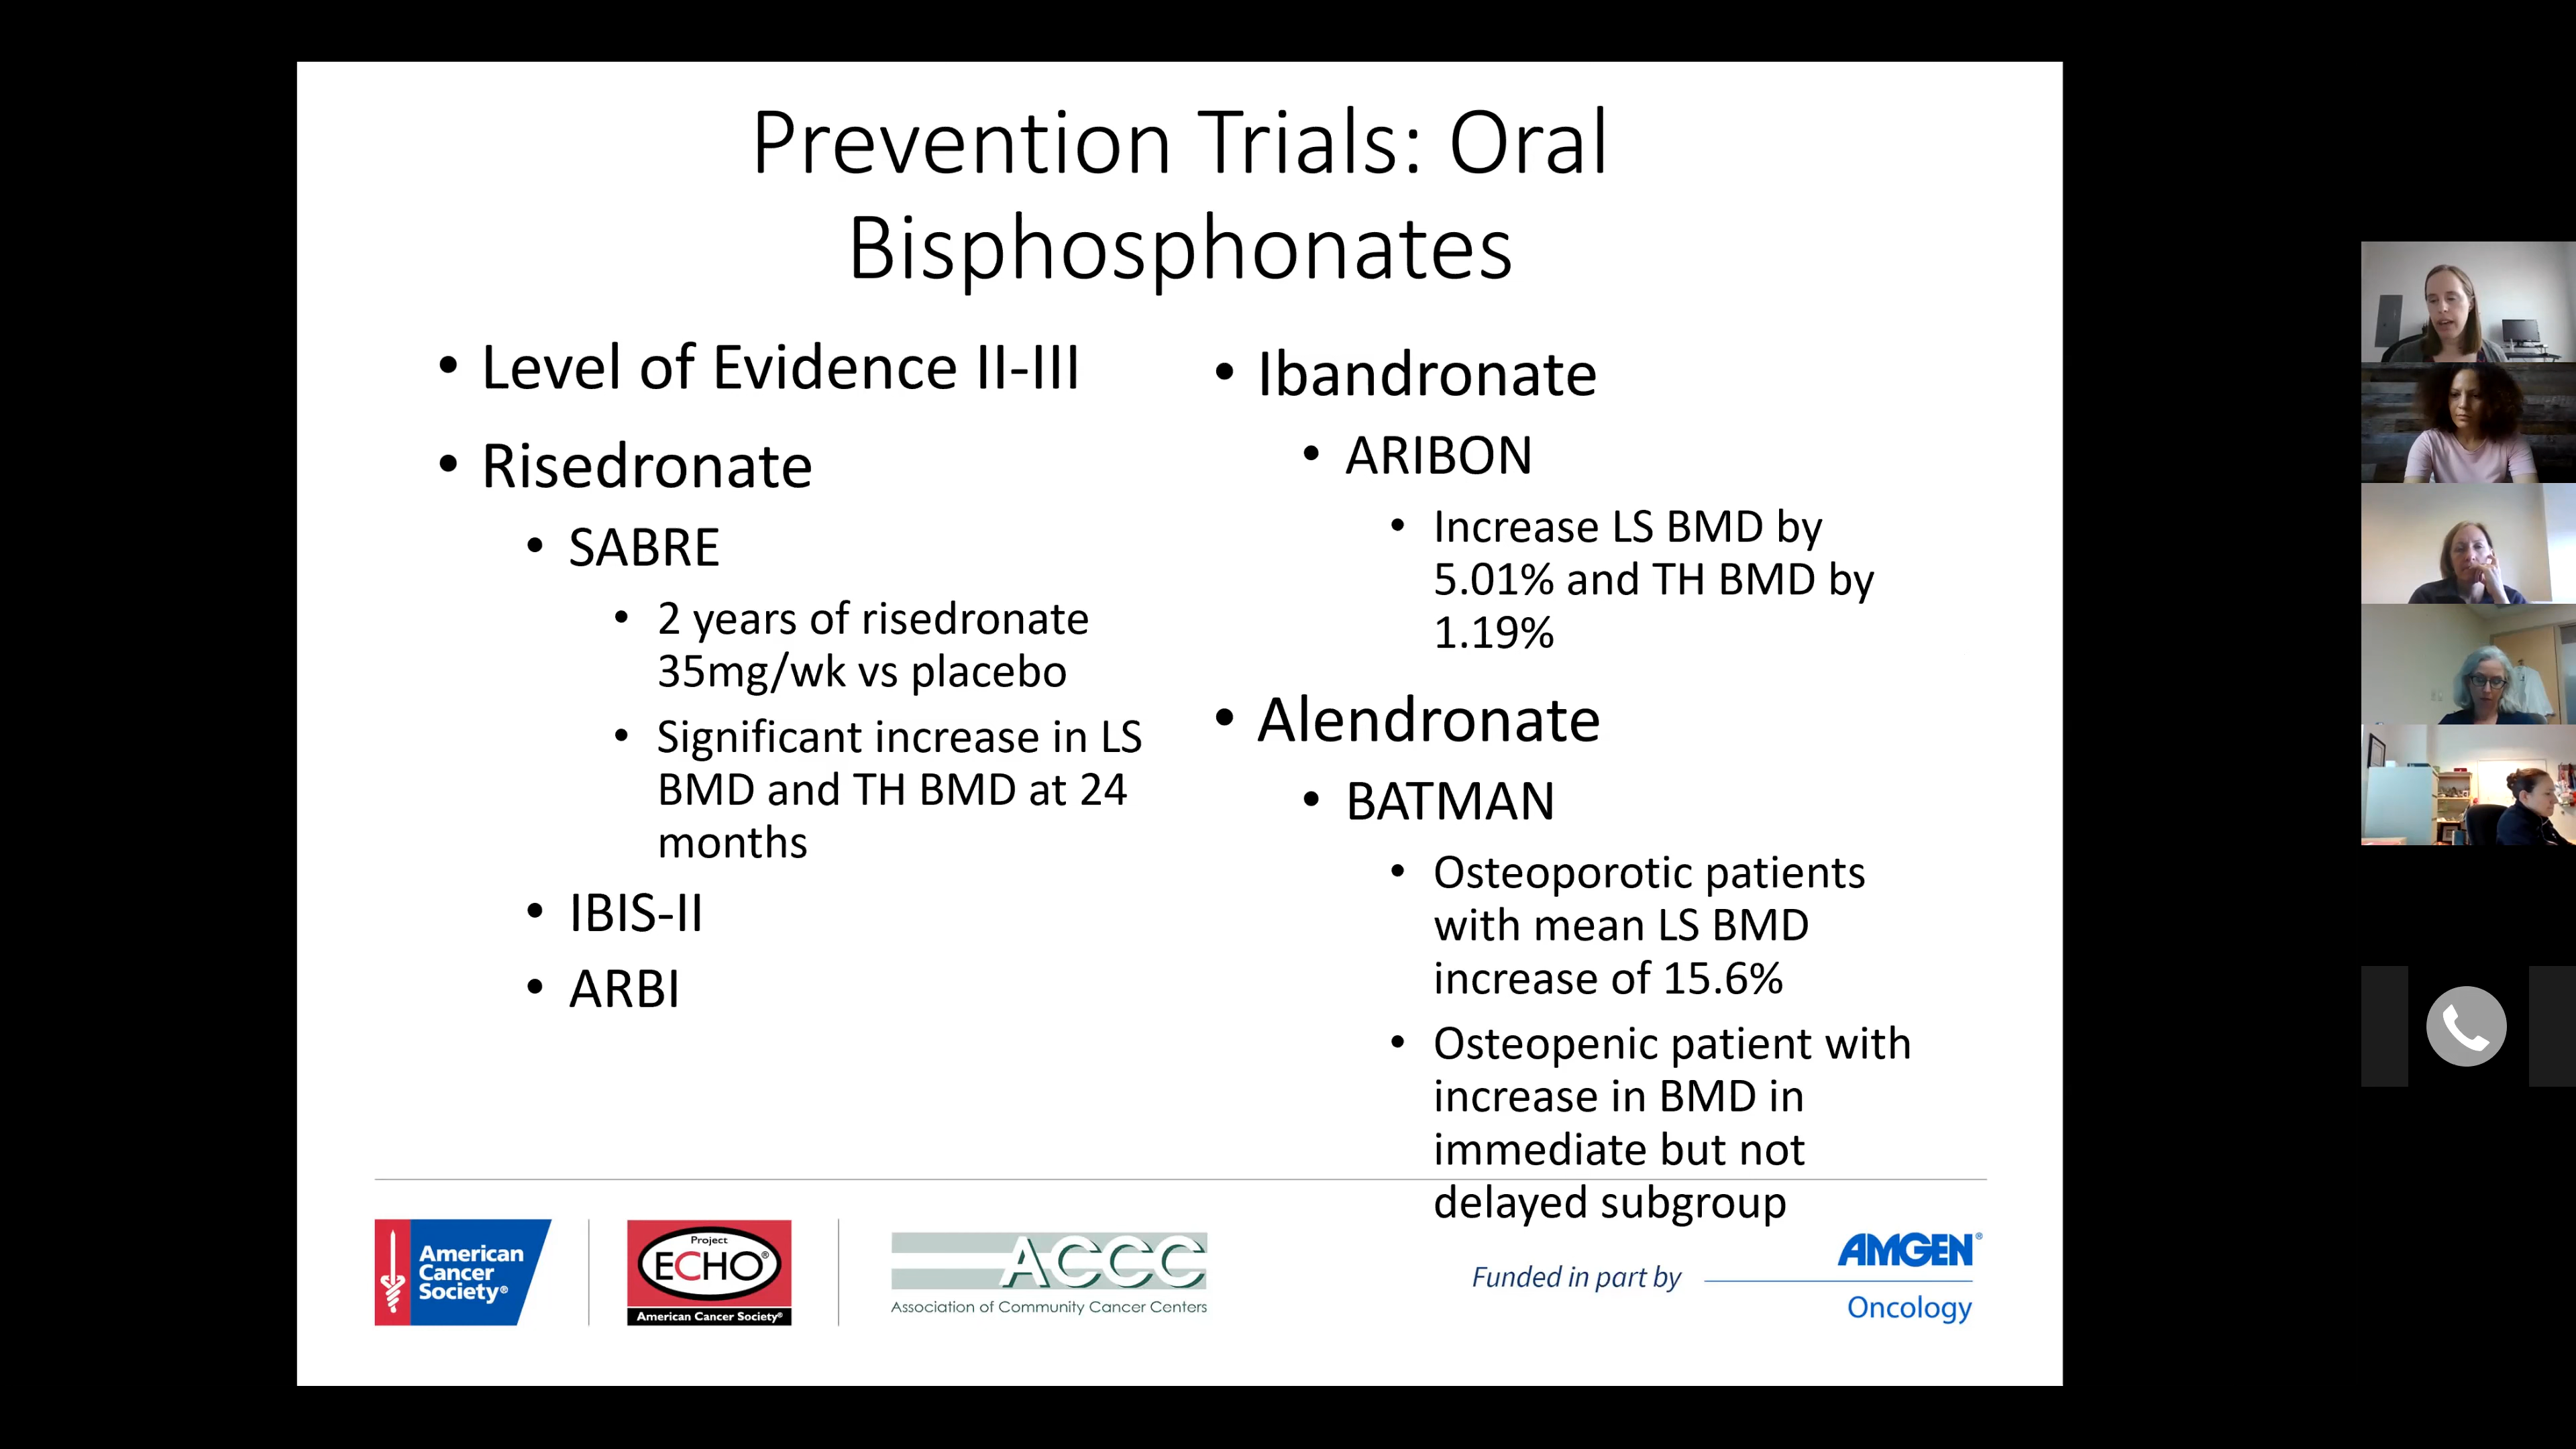 Prevention Trials: Oral
Bisphosphonates
• Level of Evidence II-III
• Risedronate
• SABRE
• 2 years of risedronate
35mg/wk vs placebo
• Significant increase in LS
BMD and TH BMD at 24
months
• IBIS-II
• ARBI
• Ibandronate
• ARIBON
• Increase LS BMD by
5.01% and TH BMD by
1.19%
• Alendronate
• BATMAN
• Osteoporotic patients
with mean LS BMD
increase of 15.6%
• Osteopenic patient with
increase in BMD in
immediate but not
delayed subgroup
American
Cancer
Society®
Project
ECHO®
American Cancer Society®
ACCC
Association of Community Cancer Centers
Funded in part by
AMGEN®
Oncology